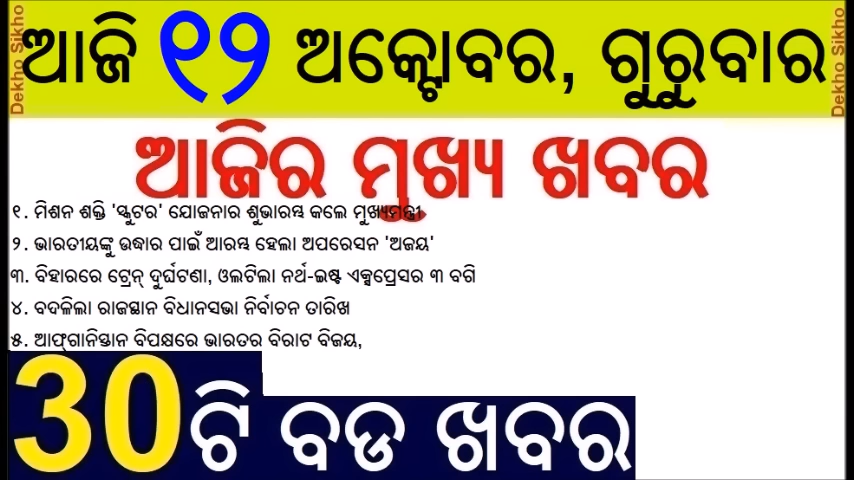 Dekho Sikho
ଆଜି ୧୨ ଅକ୍ଟୋବର, ଗୁରୁବାର
Dekho Sikho
ଆଜିର ମୁଖ୍ୟ ଖବର
୧. ମିଶନ ଶକ୍ତି 'ସ୍କୁଟର' ଯୋଜନାର ଶୁଭାରମ୍ଭ କଲେ ମୁଖ୍ୟମନ୍ତ୍ରୀ
୨. ଭାରତୀୟଙ୍କୁ ଉଦ୍ଧାର ପାଇଁ ଆରମ୍ଭ ହେଲା ଅପରେସନ 'ଅଜୟ'
୩. ବିହାରରେ ଟ୍ରେନ୍ ଦୁର୍ଘଟଣା, ଓଲଟିଲା ନର୍ଥ-ଇଷ୍ଟ ଏକ୍ସପ୍ରେସର ୩ ବଗି
୪. ବଦଳିଲା ରାଜସ୍ଥାନ ବିଧାନସଭା ନିର୍ବାଚନ ତାରିଖ
୫. ଆଫ୍‌ଗାନିସ୍ତାନ ବିପକ୍ଷରେ ଭାରତର ବିରାଟ ବିଜୟ,
30ଟି ବଡ ଖବର